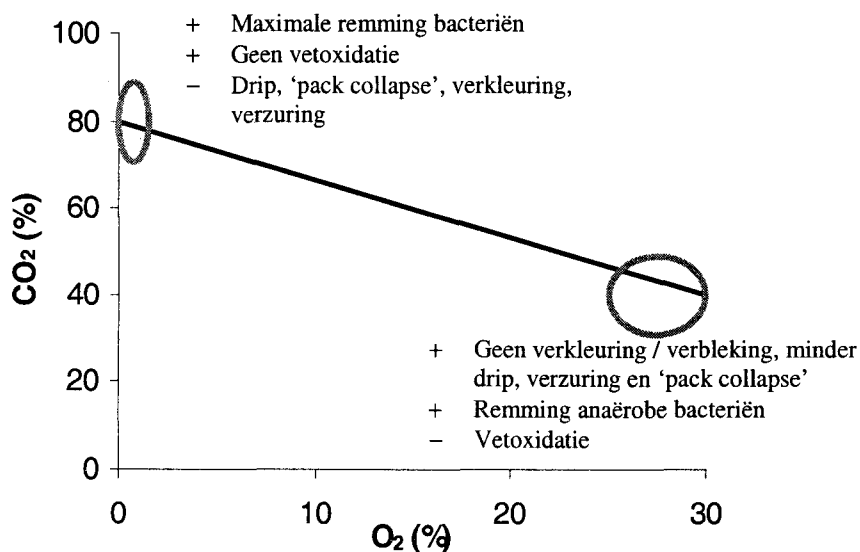 + Maximale remming bacteriën
+ Geen vetoxidatie
− Drip, ‘pack collapse’, verkleuring,
verzuring
100
80
60
40
20
0
CO₂ (%)
+ Geen verkleuring / verbleking, minder
drip, verzuring en ‘pack collapse’
+ Remming anaërobe bacteriën
− Vetoxidatie
0 10 20 30
O₂ (%)